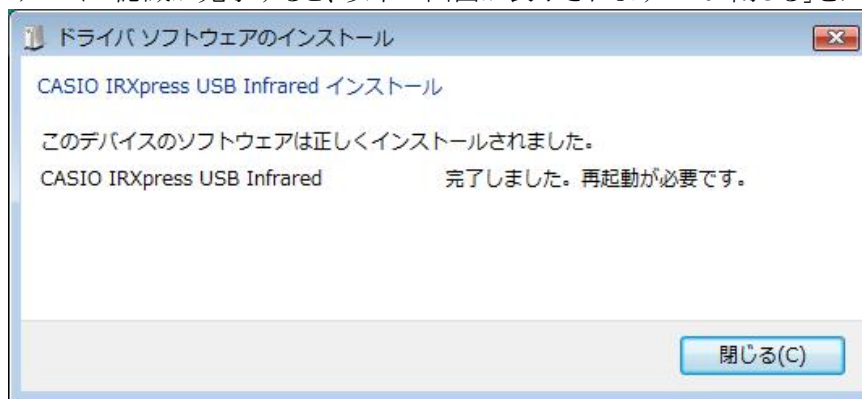 ドライバ ソフトウェアのインストール
CASIO IRXpress USB Infrared インストール
このデバイスのソフトウェアは正しくインストールされました。
CASIO IRXpress USB Infrared 完了しました。再起動が必要です。
閉じる(C)